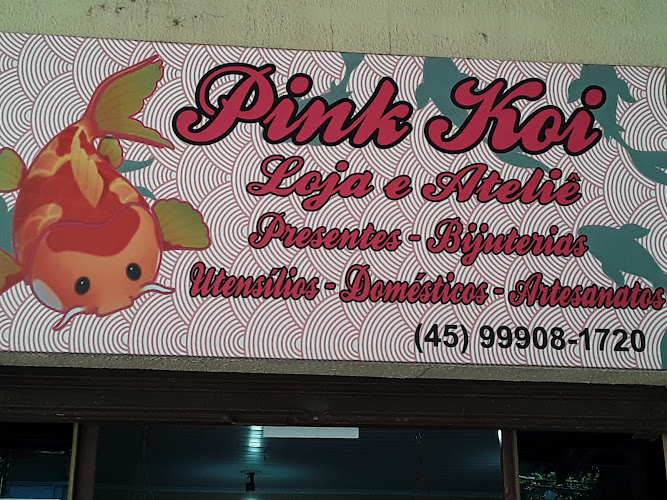 Pink Koi
Loja e Ateliê
Presentes - Bijuterias
Utensílios - Domésticos - Artesanatos
(45) 99908-1720